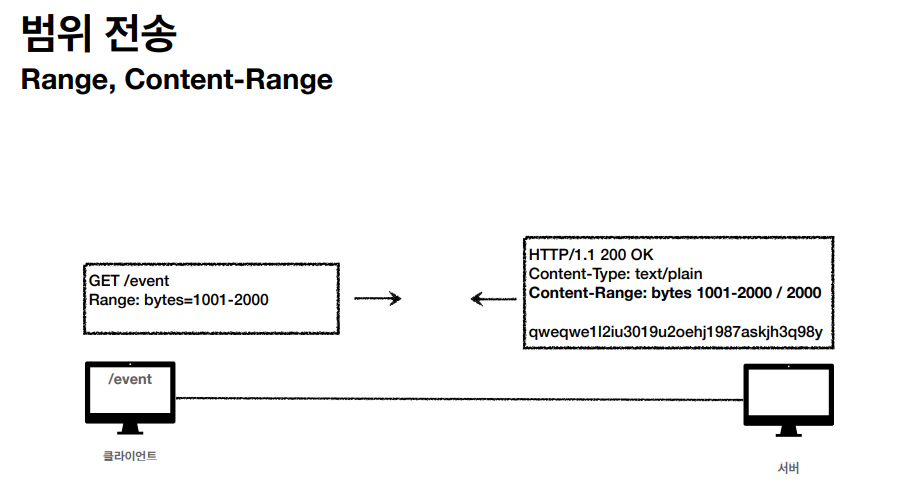 범위 전송
Range, Content-Range
GET /event
Range: bytes=1001-2000
HTTP/1.1 200 OK
Content-Type: text/plain
Content-Range: bytes 1001-2000 / 2000
qweqwe1l2iu3019u2oehj1987askjh3q98y
/event
클라이언트
서버